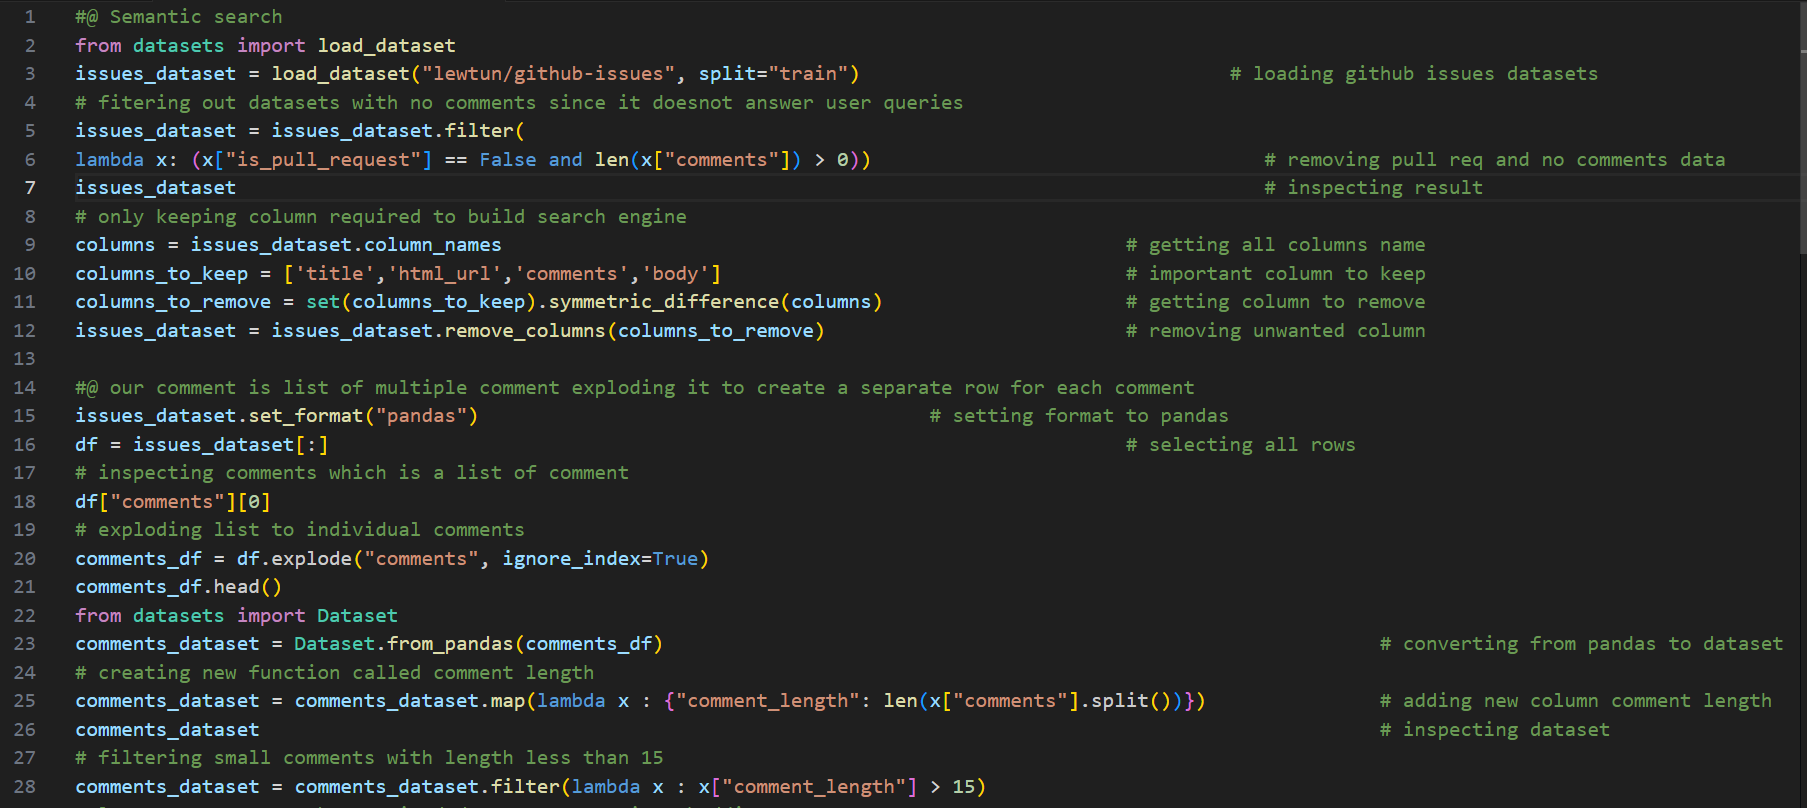 1 #@ Semantic search
2 from datasets import load_dataset
3 issues_dataset = load_dataset("lewtun/github-issues", split="train") # loading github issues datasets
4 # fitering out datasets with no comments since it doesnot answer user queries
5 issues_dataset = issues_dataset.filter(
6 lambda x: (x["is_pull_request"] == False and len(x["comments"]) > 0)) # removing pull req and no comments data
7 issues_dataset # inspecting result
8 # only keeping column required to build search engine
9 columns = issues_dataset.column_names # getting all columns name
10 columns_to_keep = ['title','html_url','comments','body'] # important column to keep
11 columns_to_remove = set(columns_to_keep).symmetric_difference(columns) # getting column to remove
12 issues_dataset = issues_dataset.remove_columns(columns_to_remove) # removing unwanted column
13
14 #@ our comment is list of multiple comment exploding it to create a separate row for each comment
15 issues_dataset.set_format("pandas") # setting format to pandas
16 df = issues_dataset[:] # selecting all rows
17 # inspecting comments which is a list of comment
18 df["comments"][0]
19 # exploding list to individual comments
20 comments_df = df.explode("comments", ignore_index=True)
21 comments_df.head()
22 from datasets import Dataset
23 comments_dataset = Dataset.from_pandas(comments_df) # converting from pandas to dataset
24 # creating new function called comment length
25 comments_dataset = comments_dataset.map(lambda x : {"comment_length": len(x["comments"].split())}) # adding new column comment length
26 comments_dataset # inspecting dataset
27 # filtering small comments with length less than 15
28 comments_dataset = comments_dataset.filter(lambda x : x["comment_length"] > 15)